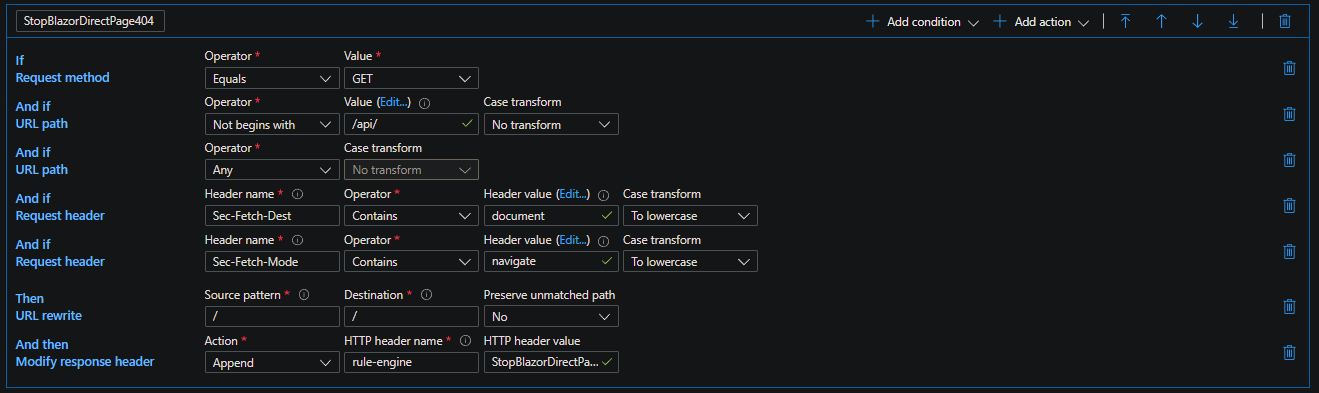 StopBlazorDirectPage404
Add condition
Add action
If
Request method
Operator *
Value *
Equals
GET
And if
URL path
Operator *
Value (Edit...)
Case transform
Not begins with
/api/
No transform
And if
URL path
Operator *
Case transform
Any
No transform
And if
Request header
Header name *
Operator *
Header value (Edit...)
Case transform
Sec-Fetch-Dest
Contains
document
To lowercase
And if
Request header
Header name *
Operator *
Header value (Edit...)
Case transform
Sec-Fetch-Mode
Contains
navigate
To lowercase
Then
URL rewrite
Source pattern *
Destination *
Preserve unmatched path
/
/
No
And then
Modify response header
Action *
HTTP header name *
HTTP header value
Append
rule-engine
StopBlazorDirectPa...